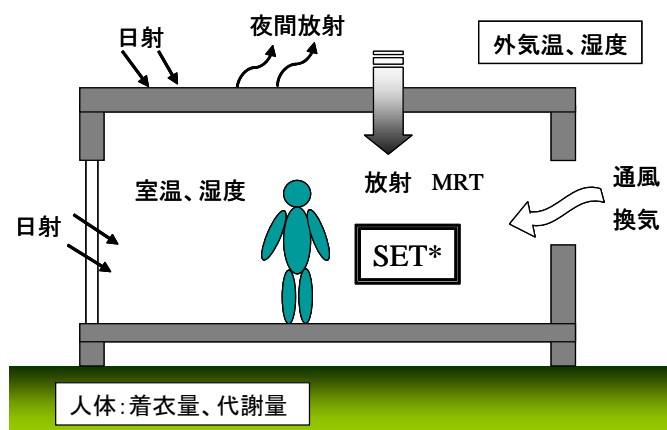 日射
夜間放射
外気温、湿度
室温、湿度
放射 MRT
通風
換気
日射
SET*
人体：着衣量、代謝量